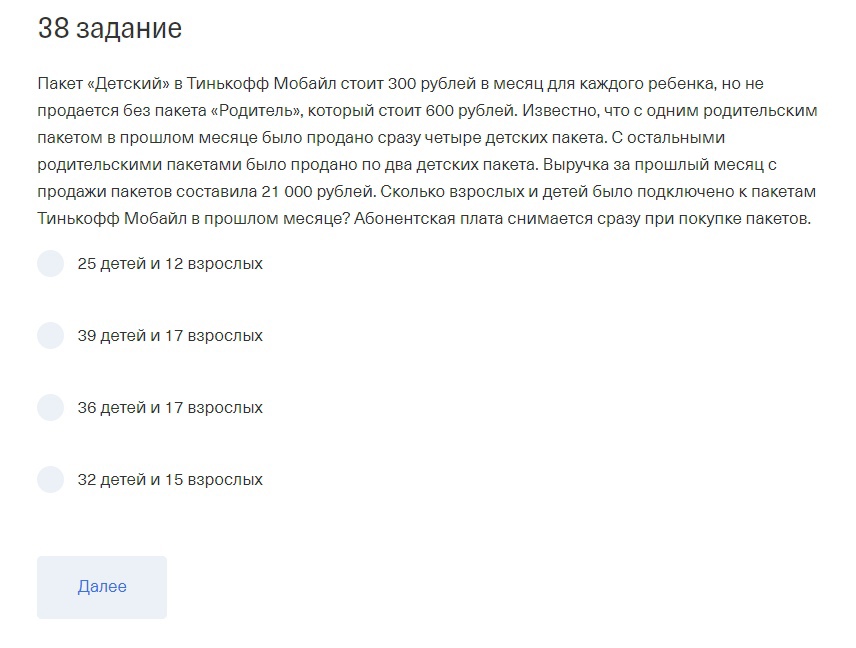 38 задание
Пакет «Детский» в Тинькофф Мобайл стоит 300 рублей в месяц для каждого ребенка, но не
продается без пакета «Родитель», который стоит 600 рублей. Известно, что с одним родительским
пакетом в прошлом месяце было продано сразу четыре детских пакета. С остальными
родительскими пакетами было продано по два детских пакета. Выручка за прошлый месяц с
продажи пакетов составила 21 000 рублей. Сколько взрослых и детей было подключено к пакетам
Тинькофф Мобайл в прошлом месяце? Абонентская плата снимается сразу при покупке пакетов.
25 детей и 12 взрослых
39 детей и 17 взрослых
36 детей и 17 взрослых
32 детей и 15 взрослых
Далее